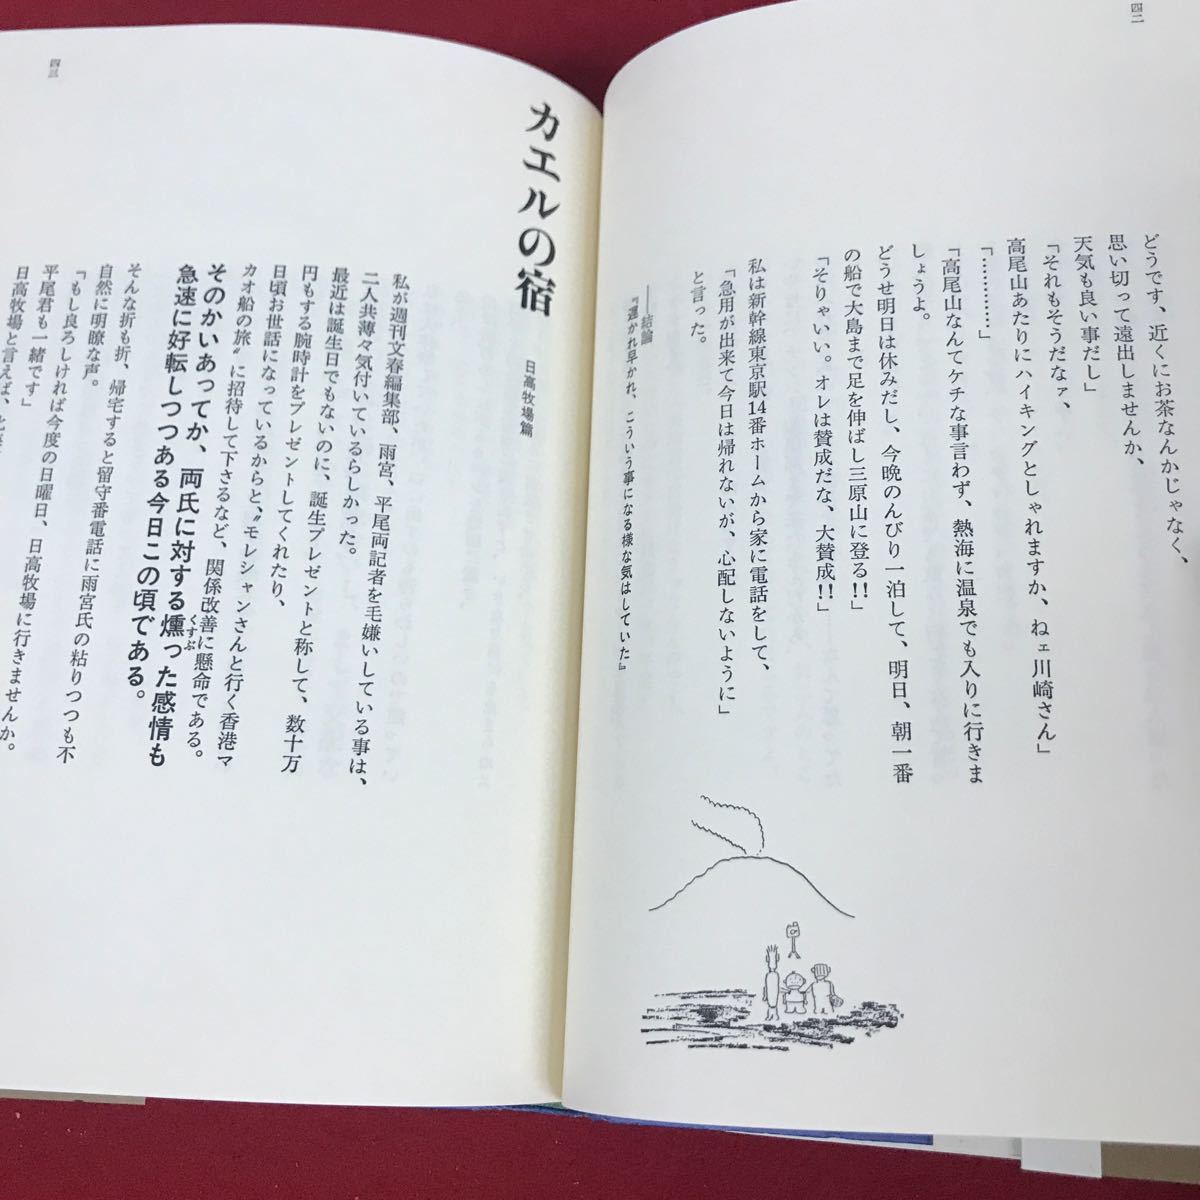 四二
どうです、近くにお茶なんかじゃなく、
思い切って遠出しませんか、
天気も良い事だし」
「それもそうだなァ、
高尾山あたりにハイキングとしゃれますか、ねェ川崎さん」
「…………」
「高尾山なんてケチな事言わず、熱海に温泉でも入りに行きま
しょうよ。
どうせ明日は休みだし、今晩のんびり一泊して、明日、朝一番
の船で大島まで足を伸ばし三原山に登る!!」
「そりゃいい。オレは賛成だな、大賛成!!」
私は新幹線東京駅14番ホームから家に電話をして、
「急用が出来て今日は帰れないが、心配しないように」
と言った。
――結論
『遅かれ早かれ、こういう事になる様な気はしていた』
四三
カエルの宿
日高牧場篇
私が週刊文春編集部、雨宮、平尾両記者を毛嫌いしている事は、
二人共薄々気付いているらしかった。
最近は誕生日でもないのに、誕生プレゼントと称して、数十万
円もする腕時計をプレゼントしてくれたり、
日頃お世話になっているからと、〝モレシャンさんと行く香港マ
カオ船の旅〟に招待して下さるなど、関係改善に懸命である。
そのかいあってか、両氏に対する燻った感情も
くすぶ
急速に好転しつつある今日この頃である。
そんな折も折、帰宅すると留守番電話に雨宮氏の粘りつつも不
自然に明瞭な声。
「もし良ろしければ今度の日曜日、日高牧場に行きませんか。
平尾君も一緒です」
日高牧場と言えば、